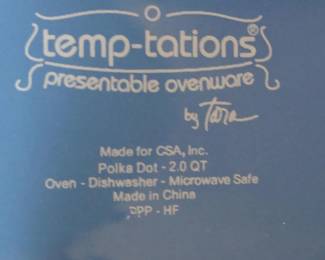 temp-tations®
presentable ovenware
by Tara
Made for CSA, Inc.
Polka Dot - 2.0 QT
Oven - Dishwasher - Microwave Safe
Made in China
PPP - HF